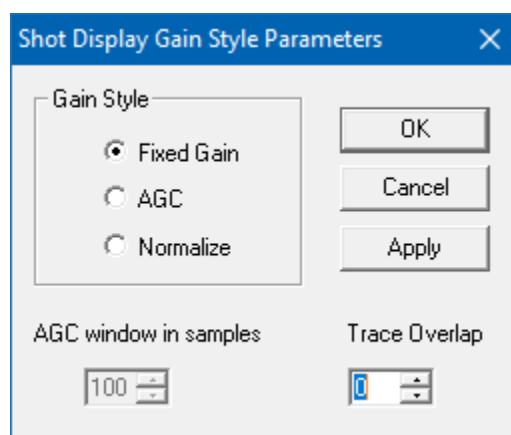 Shot Display Gain Style Parameters
Gain Style
Fixed Gain
AGC
Normalize
OK
Cancel
Apply
AGC window in samples
100
Trace Overlap
0